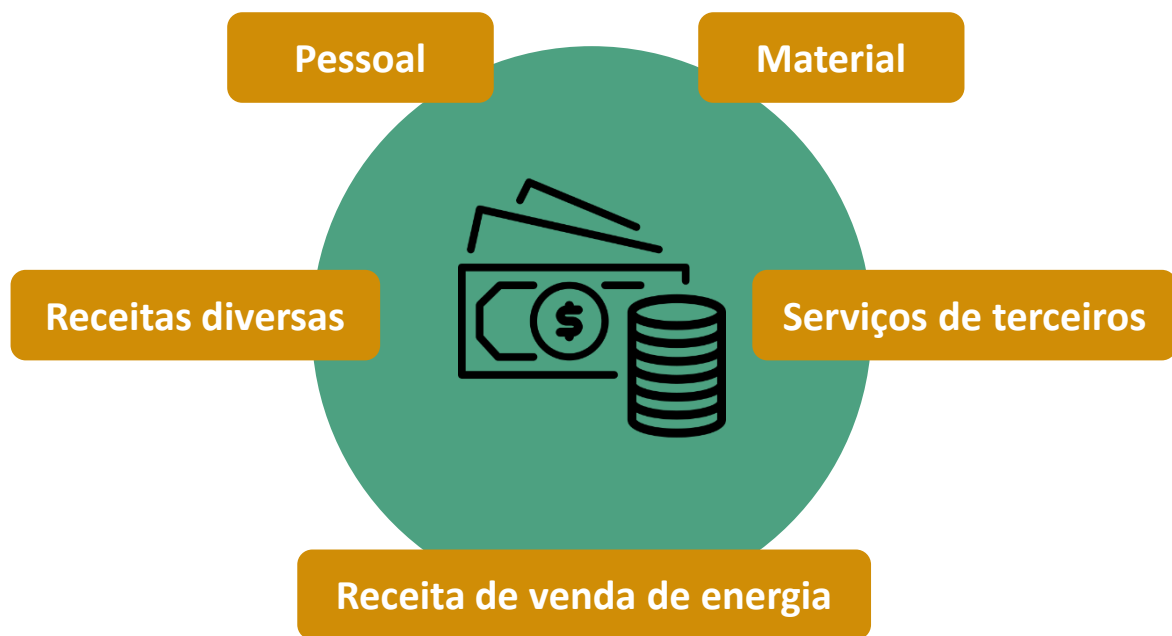 Pessoal
Material
Receitas diversas
Serviços de terceiros
Receita de venda de energia